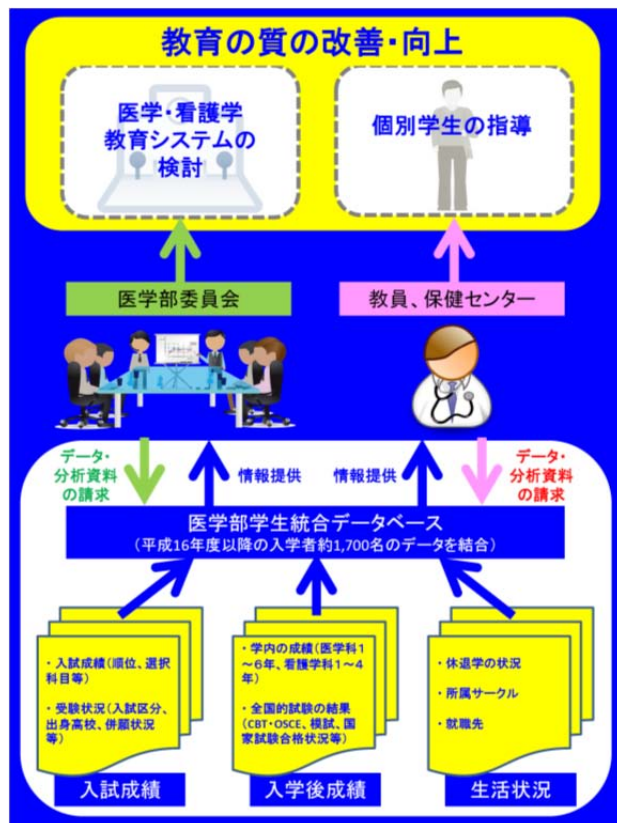 教育の質の改善・向上
医学・看護学
教育システムの
検討
個別学生の指導
医学部委員会
教員、保健センター
データ・
分析資料
の請求
情報提供
情報提供
データ・
分析資料
の請求
医学部学生統合データベース
（平成16年度以降の入学者約1,700名のデータを結合）
・入試成績(順位、選択
科目等)
・受験状況(入試区分、
出身高校、併願状況
等)
・学内の成績(医学科1
～6年、看護学科1～4
年)
・全国的試験の結果
(CBT・OSCE、模試、国
家試験合格状況等)
・休退学の状況
・所属サークル
・就職先
入試成績
入学後成績
生活状況